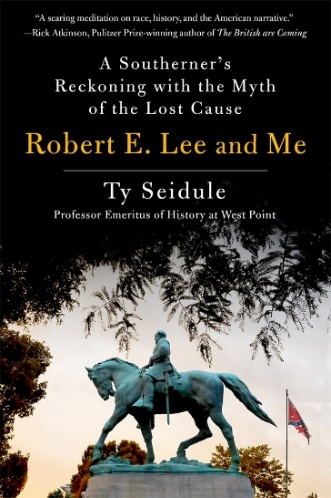 “A searing meditation on race, history, and the American narrative.”
—Rick Atkinson, Pulitzer Prize-winning author of The British are Coming
A Southerner’s
Reckoning with the Myth
of the Lost Cause
Robert E. Lee and Me
Ty Seidule
Professor Emeritus of History at West Point